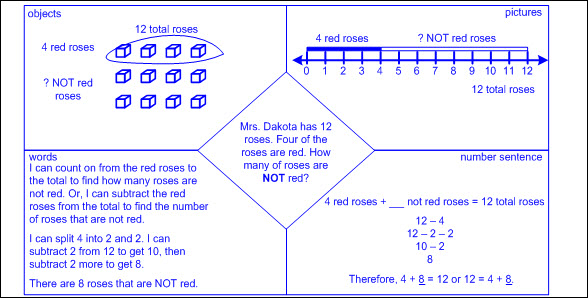 objects
12 total roses
4 red roses
? NOT red
roses
pictures
4 red roses
? NOT red roses
0 1 2 3 4 5 6 7 8 9 10 11 12
12 total roses
Mrs. Dakota has 12
roses. Four of the
roses are red. How
many of roses are
NOT red?
words
I can count on from the red roses to
the total to find how many roses are
not red. Or, I can subtract the red
roses from the total to find the number
of roses that are not red.
I can split 4 into 2 and 2. I can
subtract 2 from 12 to get 10, then
subtract 2 more to get 8.
There are 8 roses that are NOT red.
number sentence
4 red roses + ___ not red roses = 12 total roses
12 – 4
12 – 2 – 2
10 – 2
8
Therefore, 4 + 8 = 12 or 12 = 4 + 8.